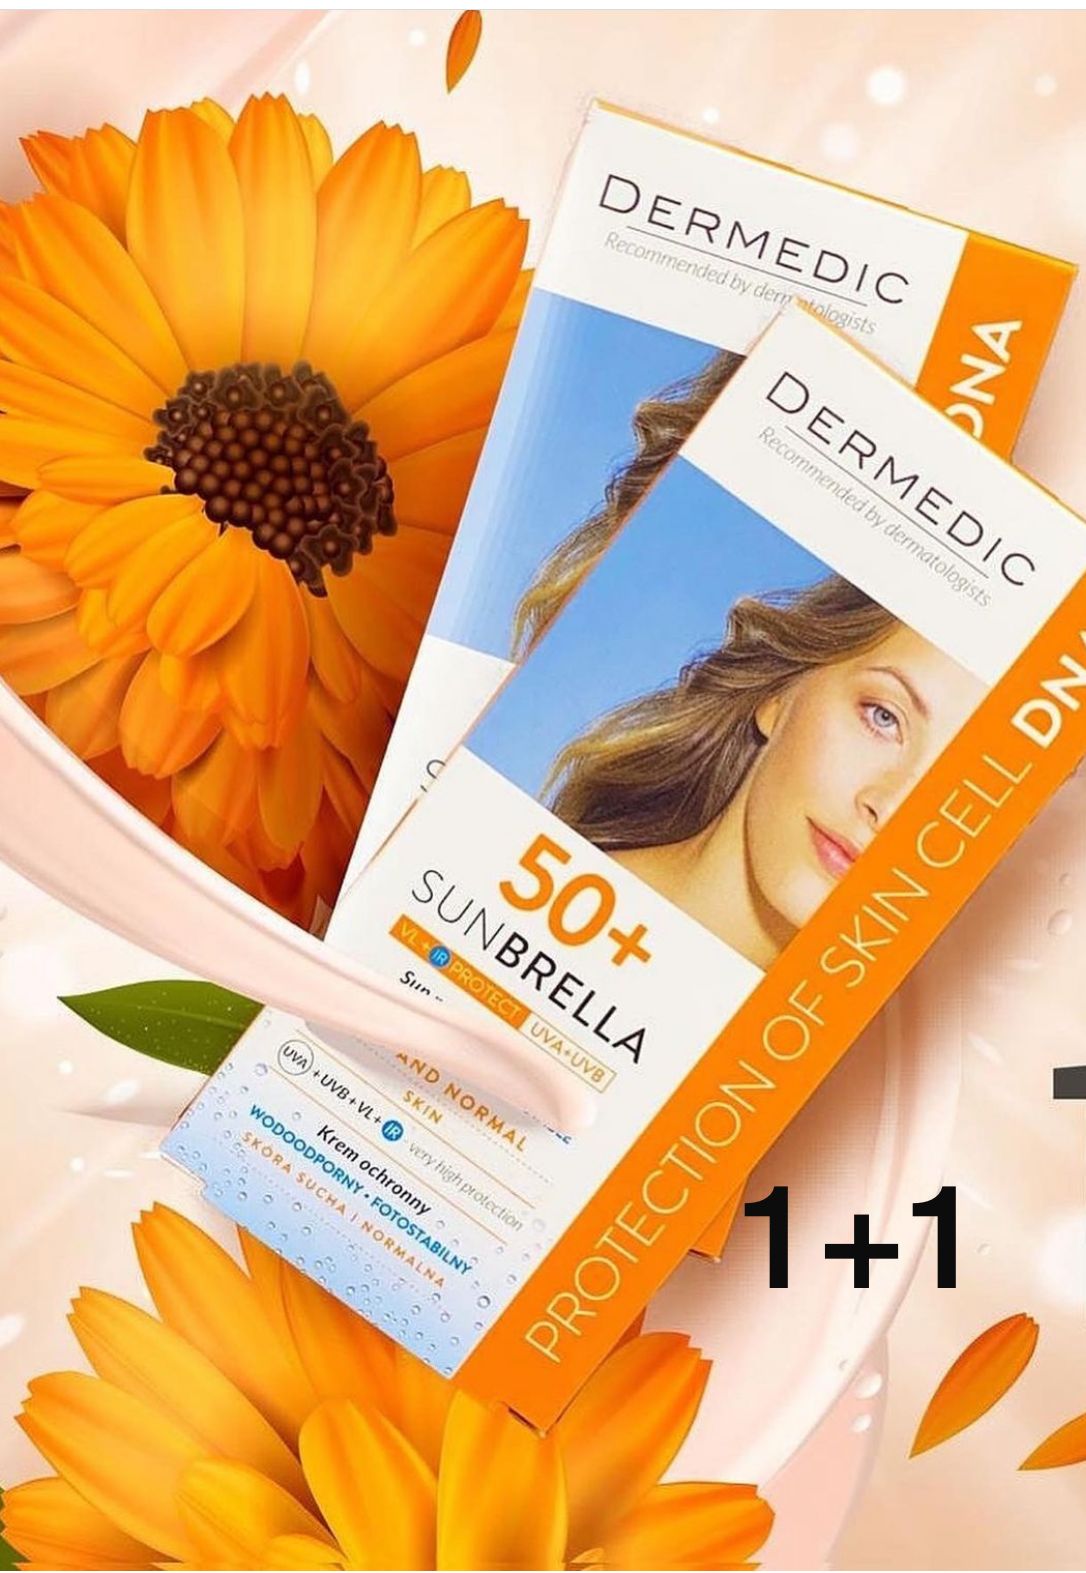 DERMEDIC
Recommended by dermatologists
DNA
DERMEDIC
Recommended by dermatologists
50+
SUNBRELLA
VL+IR PROTECT UVA+UVB
AND NORMAL
SKIN
UVA+UVB+VL+IR very high protection
Krem ochronny
WODOODPORNY • FOTOSTABILNY
SKÓRA SUCHA I NORMALNA
PROTECTION OF SKIN CELL
1+1